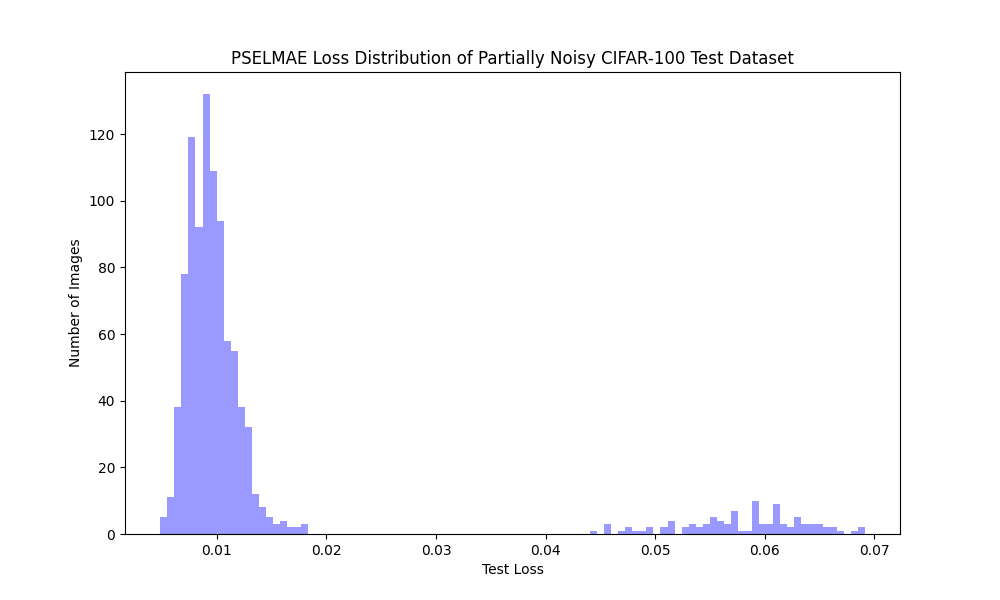 PSELMAE Loss Distribution of Partially Noisy CIFAR-100 Test Dataset
120
100
80
60
40
20
0
Number of Images
0.01 0.02 0.03 0.04 0.05 0.06 0.07
Test Loss